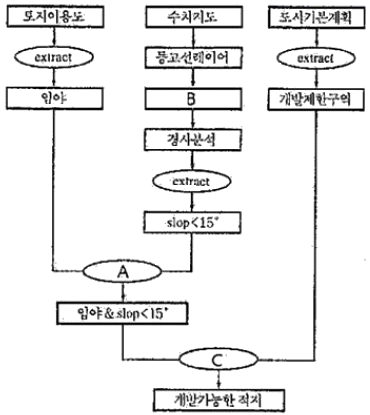 토지이용도 수치지도 도시기본계획
extract 등고선레이어 extract
임야 B 개발제한구역
경사분석
extract
slop<15°
A
임야 & slop<15°
C
개발가능한 적지